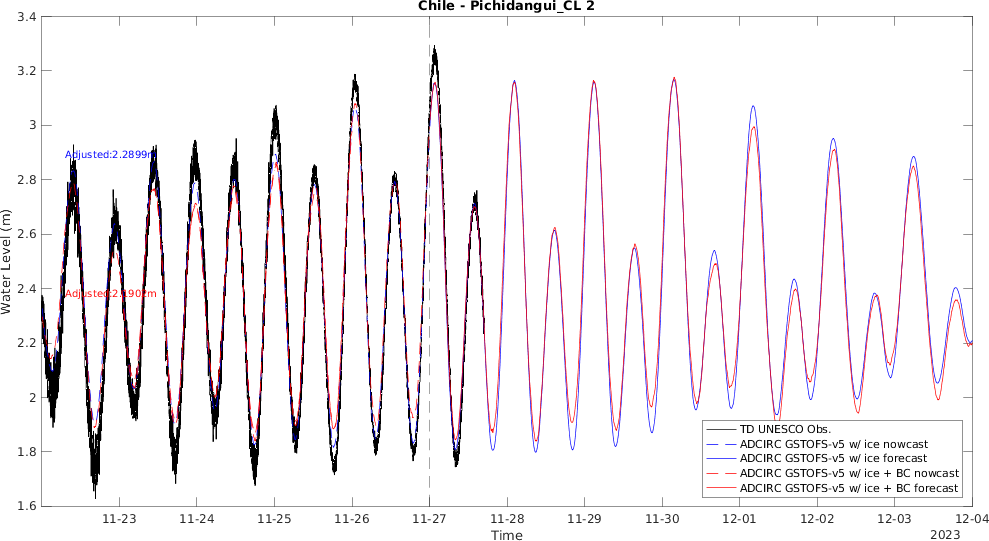 Chile - Pichidangui_CL 2
3.4
3.2
3
2.8
2.6
2.4
2.2
2
1.8
1.6
Water Level (m)
Adjusted:2.2899m
Adjusted:2.1902m
TD UNESCO Obs.
ADCIRC GSTOFS-v5 w/ ice nowcast
ADCIRC GSTOFS-v5 w/ ice forecast
ADCIRC GSTOFS-v5 w/ ice + BC nowcast
ADCIRC GSTOFS-v5 w/ ice + BC forecast
11-23 11-24 11-25 11-26 11-27 11-28 11-29 11-30 12-01 12-02 12-03 12-04
Time
2023